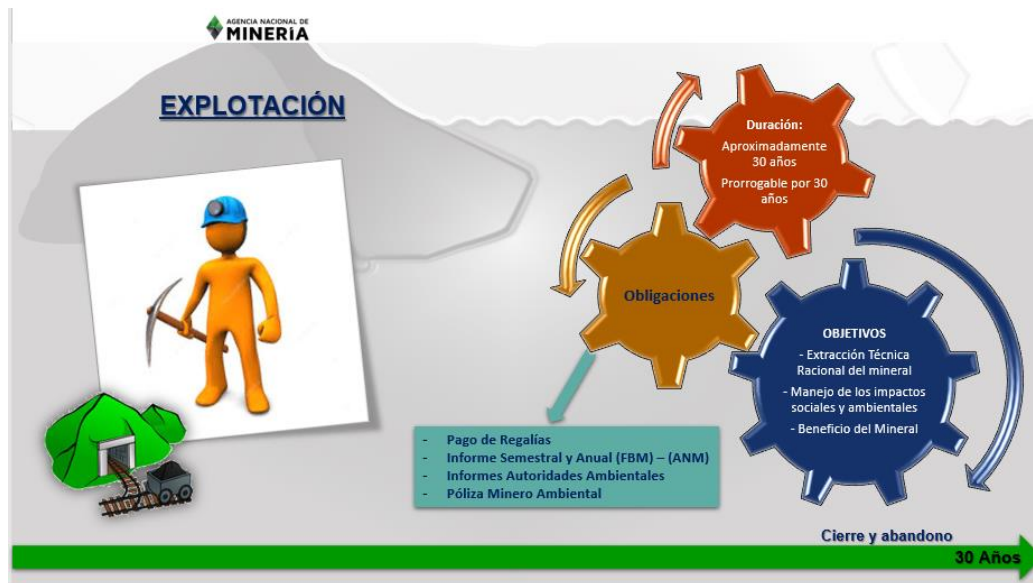 AGENCIA NACIONAL DE
MINERÍA
EXPLOTACIÓN
Duración:
Aproximadamente
30 años
Prorrogable por 30
años
Obligaciones
OBJETIVOS
- Extracción Técnica
Racional del mineral
- Manejo de los impactos
sociales y ambientales
- Beneficio del Mineral
- Pago de Regalías
- Informe Semestral y Anual (FBM) – (ANM)
- Informes Autoridades Ambientales
- Póliza Minero Ambiental
Cierre y abandono
30 Años